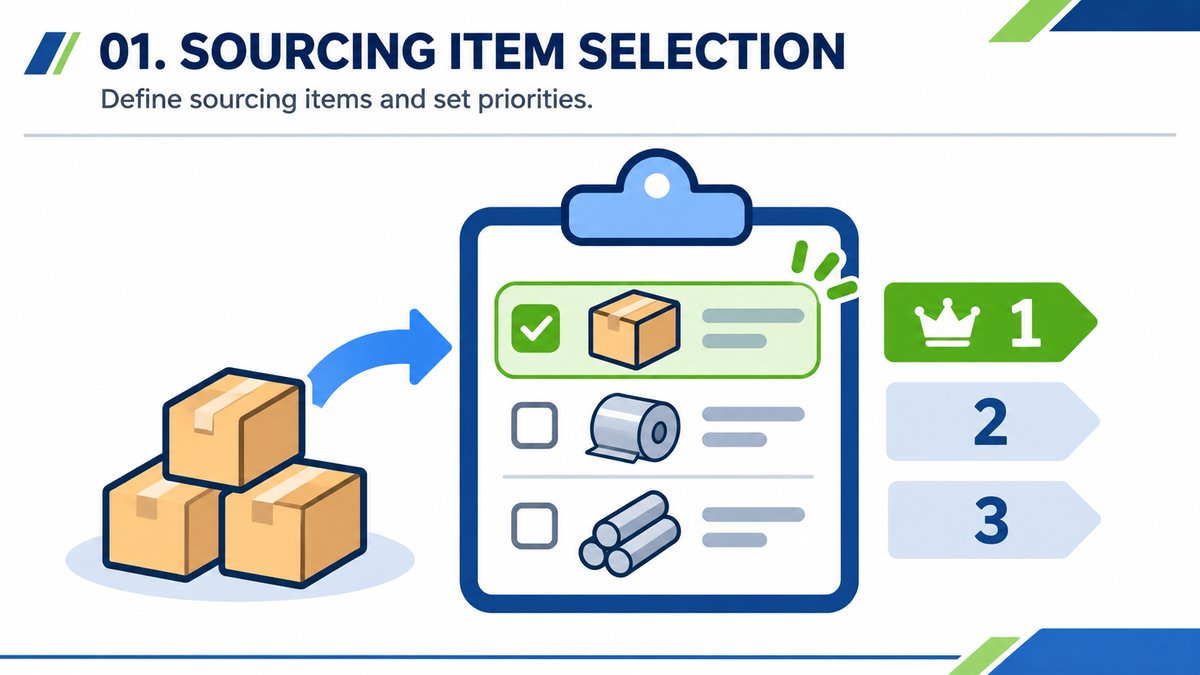 01. SOURCING ITEM SELECTION
Define sourcing items and set priorities.
1
2
3